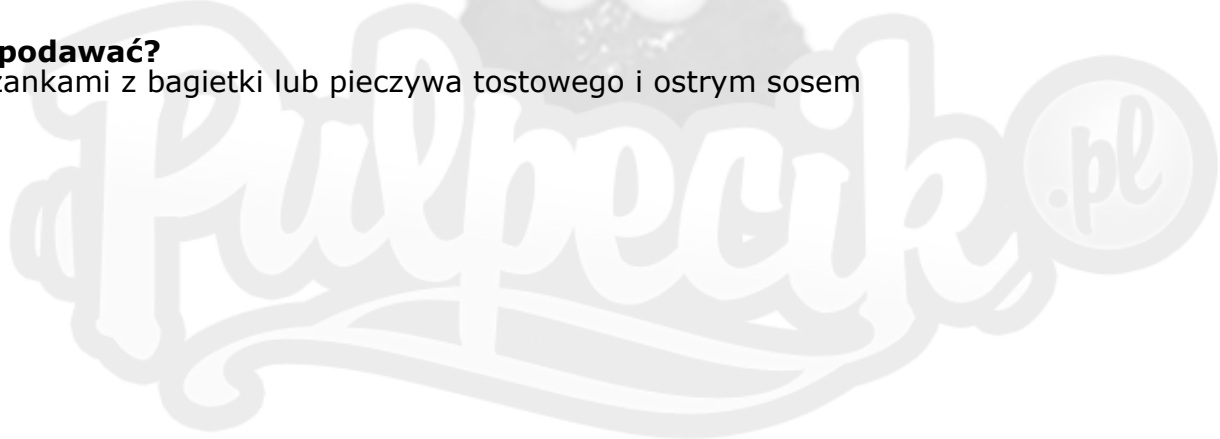 podawać?
zankami z bagietki lub pieczywa tostowego i ostrym sosem
Pulpecik .pl